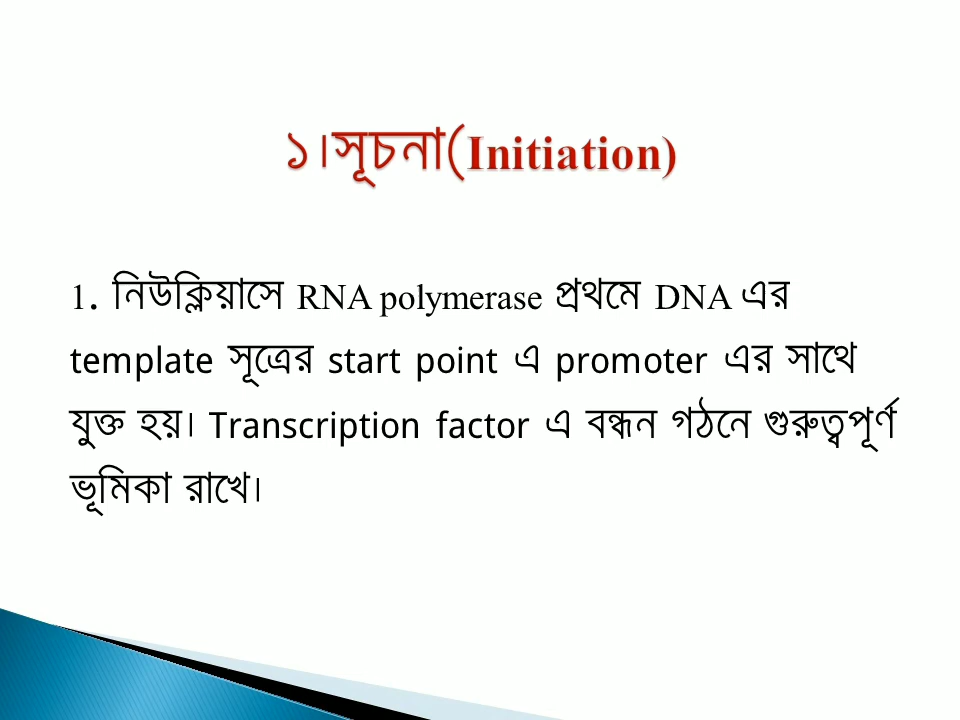 ১।সূচনা(Initiation)
1. নিউক্লিয়াসে RNA polymerase প্রথমে DNA এর
template সূত্রের start point এ promoter এর সাথে
যুক্ত হয়। Transcription factor এ বন্ধন গঠনে গুরুত্বপূর্ণ
ভূমিকা রাখে।